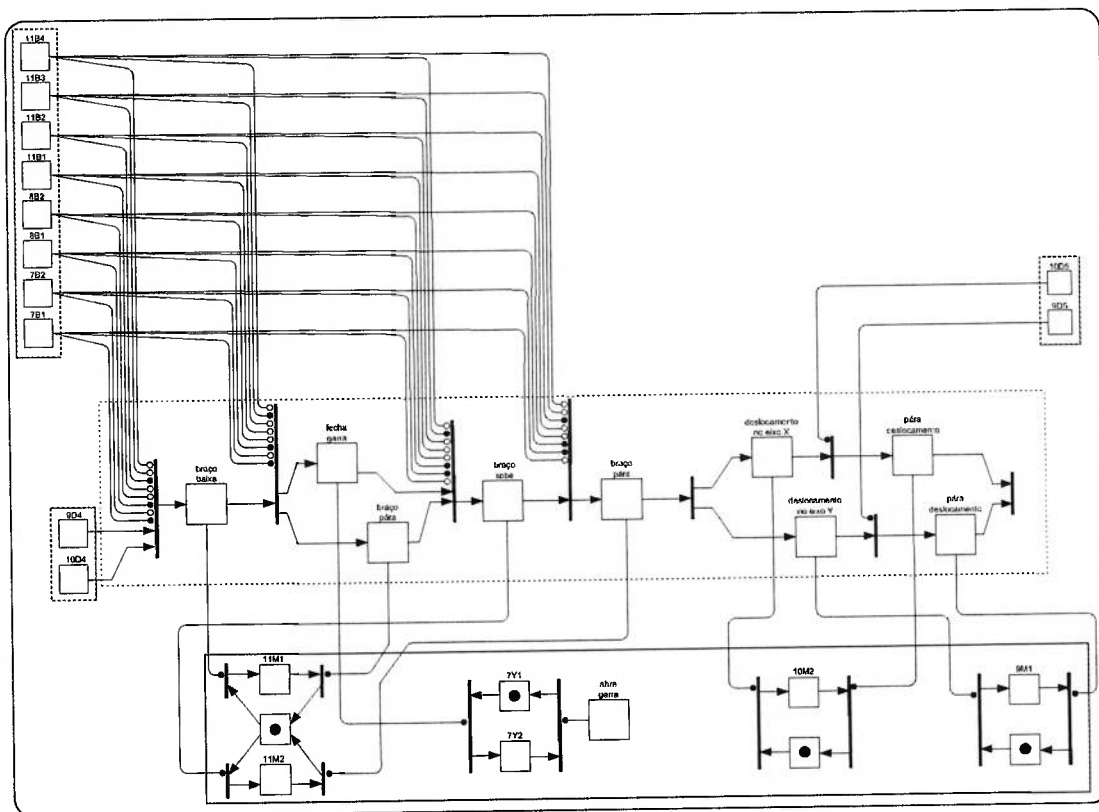 11B4
11B3
11B2
11B1
8B2
8B1
7B2
7B1
10D5
9D5
fecha
garra
deslocamento
no eixo X
pára
deslocamento
braço
baixa
braço
sobe
braço
pára
braço
pára
deslocamento
no eixo Y
pára
deslocamento
9D4
10D4
11M1
7Y1
abre
garra
10M2
9M1
7Y2
11M2